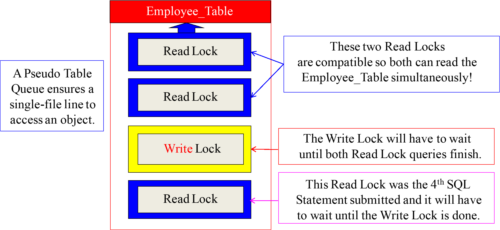 Employee_Table
Read Lock
Read Lock
Write Lock
Read Lock
A Pseudo Table
Queue ensures a
single-file line to
access an object.
These two Read Locks
are compatible so both can read the
Employee_Table simultaneously!
The Write Lock will have to wait
until both Read Lock queries finish.
This Read Lock was the 4th SQL
Statement submitted and it will have
to wait until the Write Lock is done.